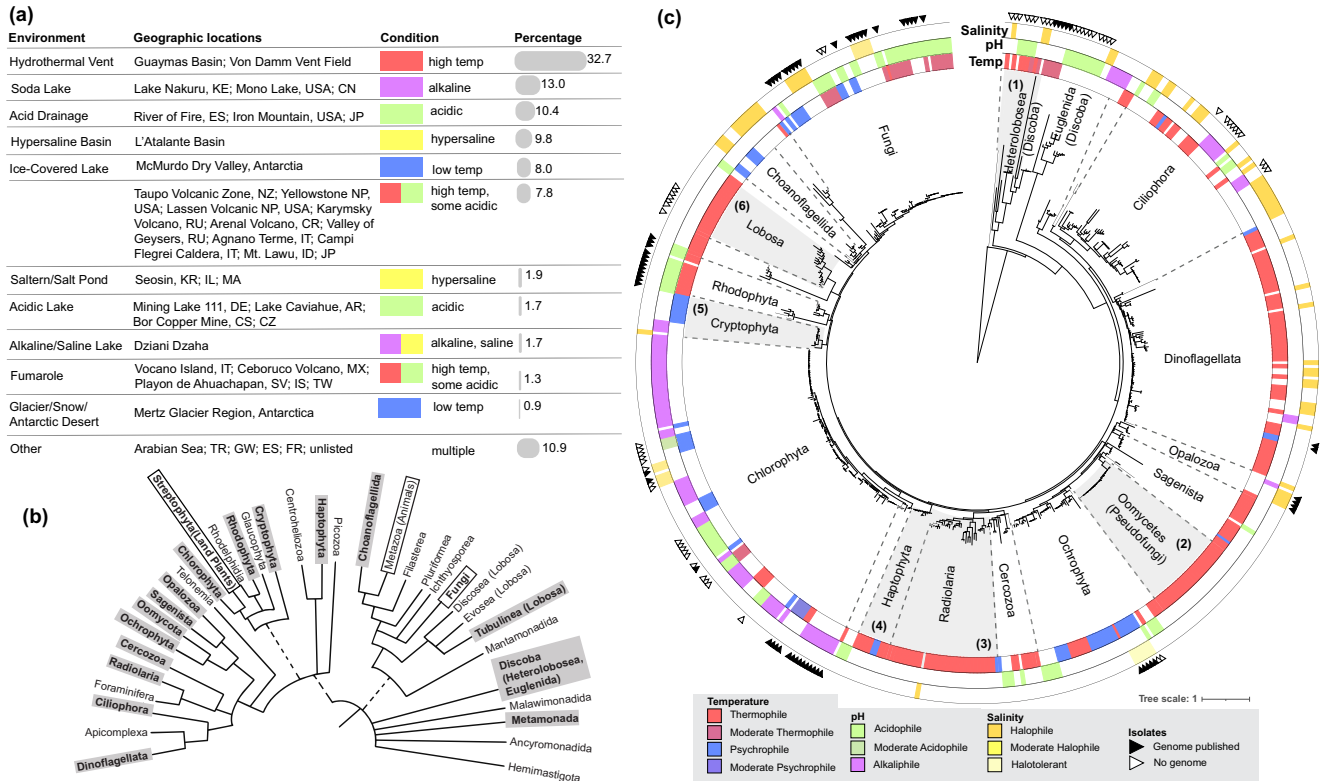 (a)
Environment Geographic locations Condition Percentage
Hydrothermal Vent Guaymas Basin; Von Damm Vent Field high temp 32.7
Soda Lake Lake Nakuru, KE; Mono Lake, USA; CN alkaline 13.0
Acid Drainage River of Fire, ES; Iron Mountain, USA; JP acidic 10.4
Hypersaline Basin L'Atalante Basin hypersaline 9.8
Ice-Covered Lake McMurdo Dry Valley, Antarctia low temp 8.0
Taupo Volcanic Zone, NZ; Yellowstone NP, high temp, 7.8
USA; Lassen Volcanic NP, USA; Karymsky some acidic
Volcano, RU; Arenal Volcano, CR; Valley of
Geysers, RU; Agnano Terme, IT; Campi
Flegrei Caldera, IT; Mt. Lawu, ID; JP
Saltern/Salt Pond Seosin, KR; IL; MA hypersaline 1.9
Acidic Lake Mining Lake 111, DE; Lake Caviahue, AR; acidic 1.7
Bor Copper Mine, CS; CZ
Alkaline/Saline Lake Dziani Dzaha alkaline, saline 1.7
Fumarole Vocano Island, IT; Ceboruco Volcano, MX; high temp, 1.3
Playon de Ahuachapan, SV; IS; TW some acidic
Glacier/Snow/ Mertz Glacier Region, Antarctica low temp 0.9
Antarctic Desert
Other Arabian Sea; TR; GW; ES; FR; unlisted multiple 10.9
(b)
Dinoflagellata
Apicomplexa
Ciliophora
Foraminifera
Radiolaria
Cercozoa
Ochrophyt.
Oomycota
Sagenista
Opalozoa
Telonemia
Chlorophyta
Streptophyta(Land Plants)
Rhodelphidia
Rhodophyta
Glaucophyta
Cryptophyta
Centroheliozoa
Haptophyta
Picozoa
Choanoflagellida
Metazoa (Animals)
Filasterea
Pluriformea
Ichthyosporea
Fungi
Discosea (Lobosa)
Evosea (Lobosa)
Tubulinea (Lobosa)
Mantamonadida
Discoba
(Heterolobosea,
Euglenida)
Malawimonadida
Metamonada
Ancyromonadida
Hemimastigota
(c)
Salinity
pH
Temp
(1)
Heterolobosea
(Discoba)
Euglenida
(Discoba)
Ciliophora
Dinoflagellata
Opalozoa
Sagenista
Oomycetes
(Pseudofungi)
(2)
Ochrophyta
Cercozoa
(3)
Radiolaria
(4)
Haptophyta
Chlorophyta
(5)
Cryptophyta
Rhodophyta
(6)
Lobosa
Choanoflagellida
Fungi
Tree scale: 1
Temperature
Thermophile
Moderate Thermophile
Psychrophile
Moderate Psychrophile
pH
Acidophile
Moderate Acidophile
Alkaliphile
Salinity
Halophile
Moderate Halophile
Halotolerant
Isolates
Genome published
No genome